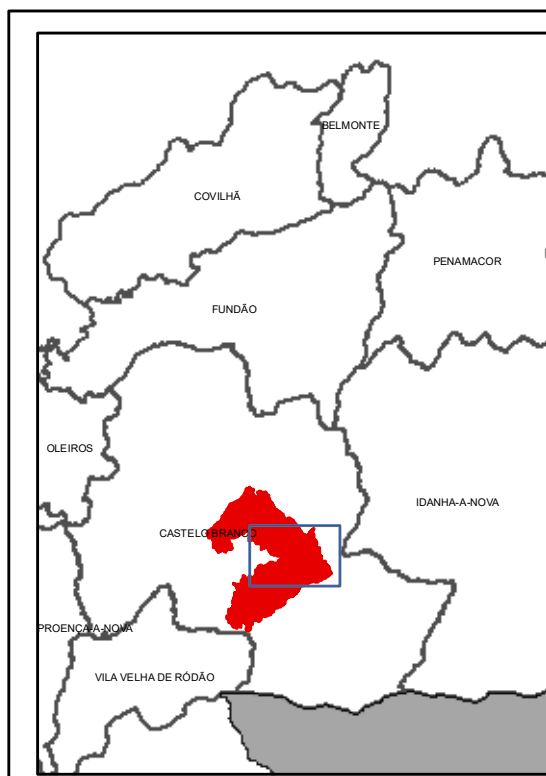 BELMONTE
COVILHÃ
PENAMACOR
FUNDÃO
OLEIROS
IDANHA-A-NOVA
CASTELO BRANCO
PROENÇA-A-NOVA
VILA VELHA DE RÓDÃO